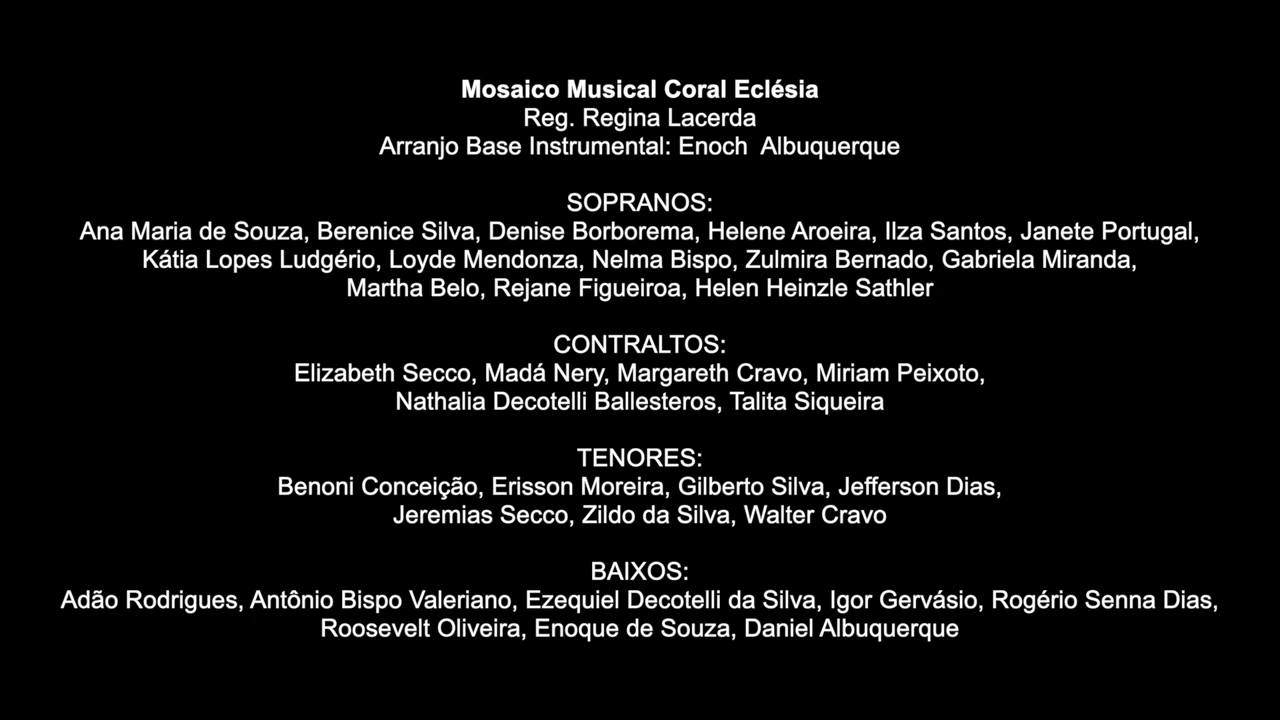 Mosaico Musical Coral Eclésia
Reg. Regina Lacerda
Arranjo Base Instrumental: Enoch  Albuquerque
SOPRANOS:
Ana Maria de Souza, Berenice Silva, Denise Borborema, Helene Aroeira, Ilza Santos, Janete Portugal,
Kátia Lopes Ludgério, Loyde Mendonza, Nelma Bispo, Zulmira Bernado, Gabriela Miranda,
Martha Belo, Rejane Figueiroa, Helen Heinzle Sathler
CONTRALTOS:
Elizabeth Secco, Madá Nery, Margareth Cravo, Miriam Peixoto,
Nathalia Decotelli Ballesteros, Talita Siqueira
TENORES:
Benoni Conceição, Erisson Moreira, Gilberto Silva, Jefferson Dias,
Jeremias Secco, Zildo da Silva, Walter Cravo
BAIXOS:
Adão Rodrigues, Antônio Bispo Valeriano, Ezequiel Decotelli da Silva, Igor Gervásio, Rogério Senna Dias,
Roosevelt Oliveira, Enoque de Souza, Daniel Albuquerque